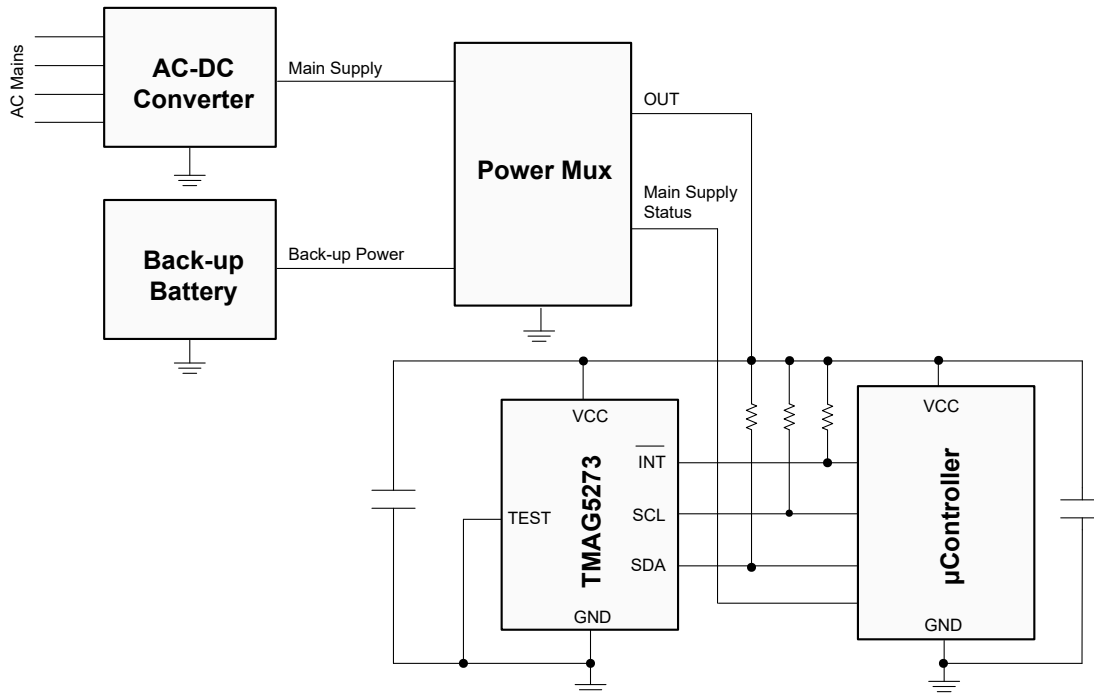 AC Mains
AC-DC
Converter
Main Supply
Power Mux
OUT
Main Supply
Status
Back-up
Battery
Back-up Power
VCC
TMAG5273
INT
SCL
SDA
TEST
GND
VCC
µController
GND